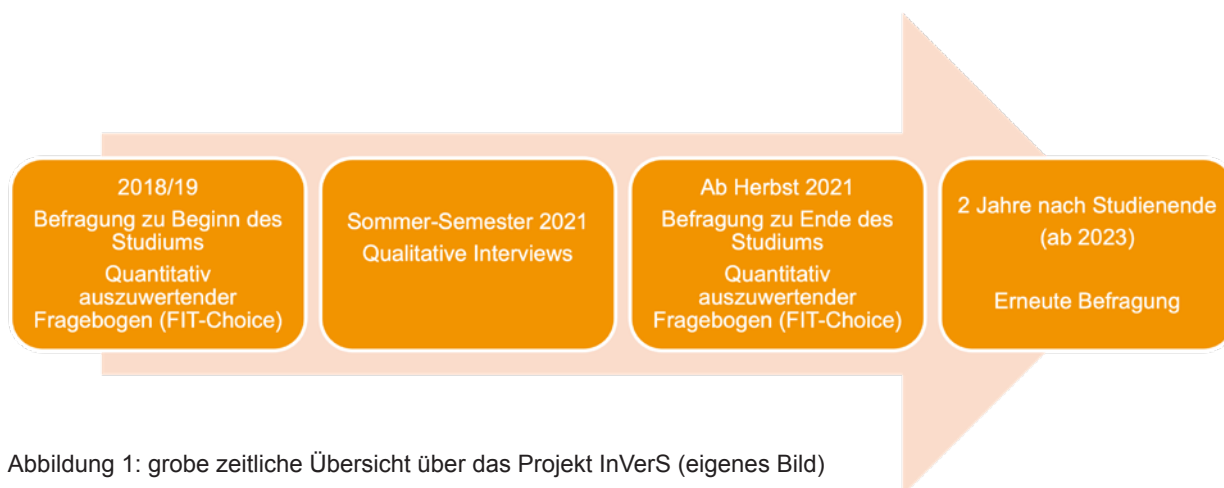 2018/19
Befragung zu Beginn des
Studiums
Quantitativ
auszuwertender
Fragebogen (FIT-Choice)
Sommer-Semester 2021
Qualitative Interviews
Ab Herbst 2021
Befragung zu Ende des
Studiums
Quantitativ
auszuwertender
Fragebogen (FIT-Choice)
2 Jahre nach Studienende
(ab 2023)
Erneute Befragung
Abbildung 1: grobe zeitliche Übersicht über das Projekt InVerS (eigenes Bild)